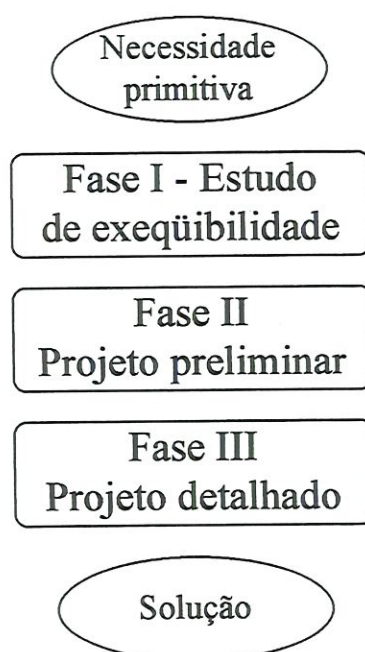 Necessidade
primitiva
Fase I - Estudo
de exeqüibilidade
Fase II
Projeto preliminar
Fase III
Projeto detalhado
Solução